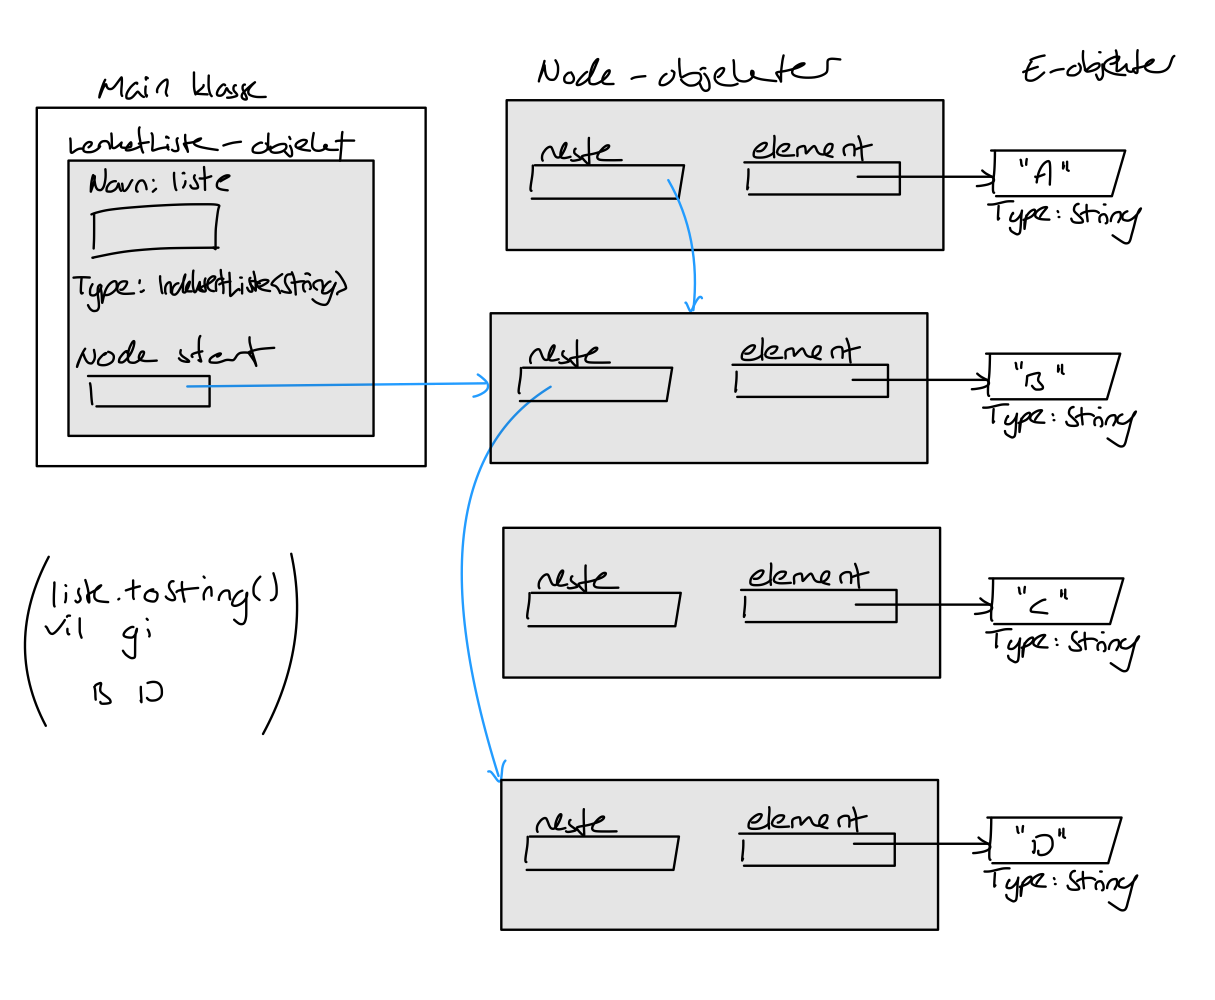 Main klasse
LenketListe - objekt
Navn: liste
Type: IndeksertListe<String>
Node start
(liste.toString()
vil gi
B D)
Node - objekter
E-objekter
neste element
"A"
Type: String
neste element
"B"
Type: String
neste element
"C"
Type: String
neste element
"D"
Type: String